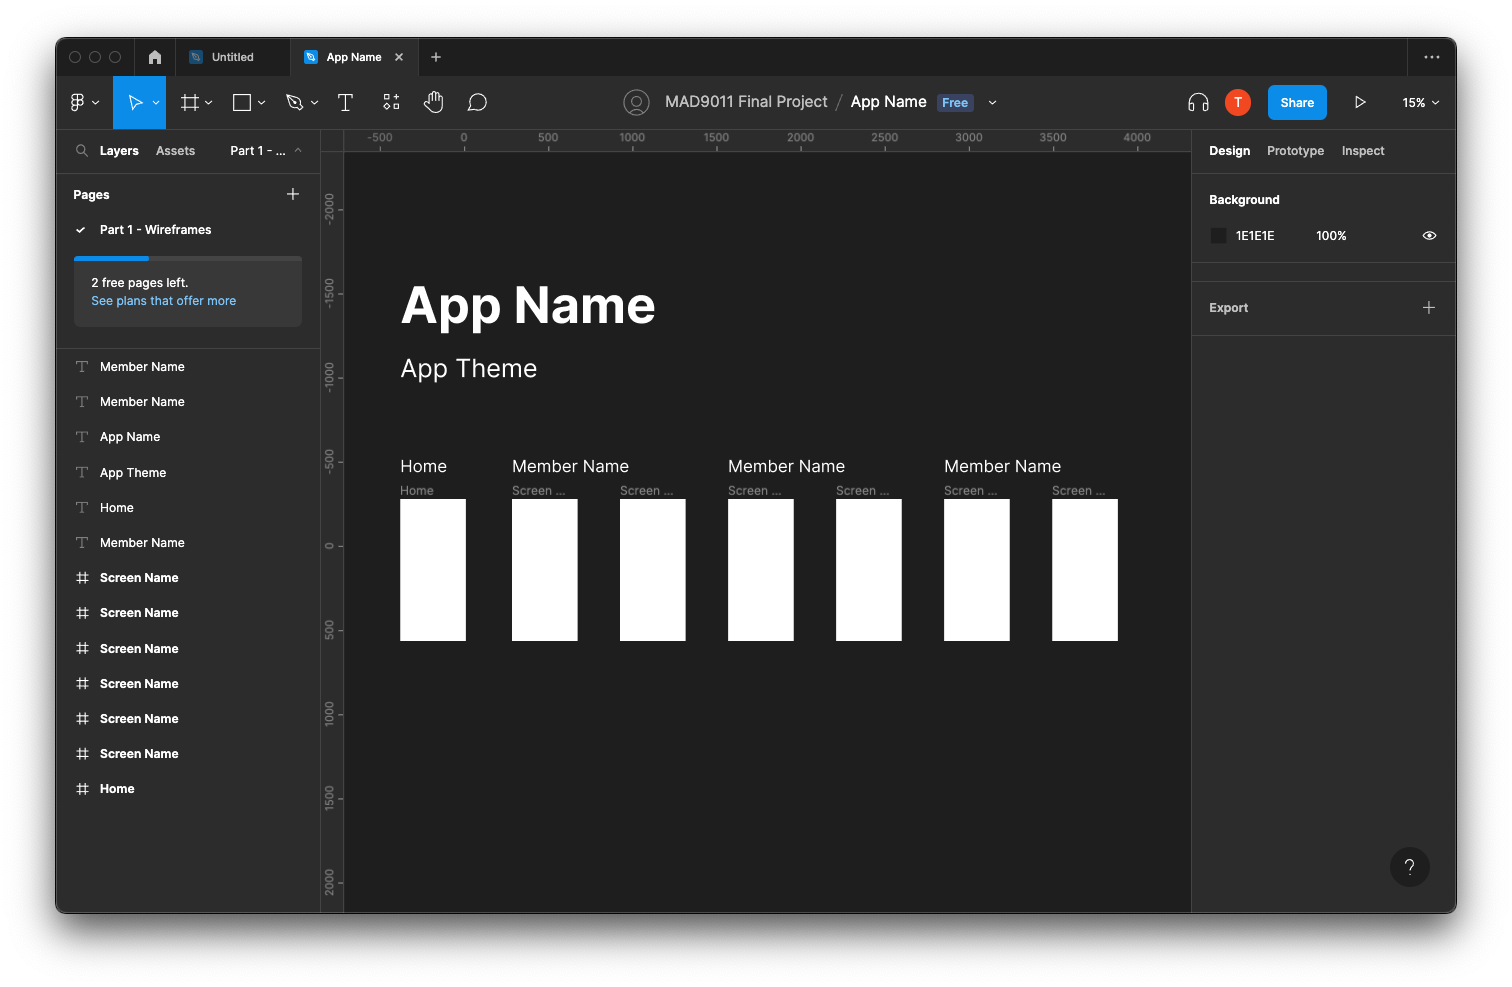 Untitled
App Name
MAD9011 Final Project / App Name Free
T
Share
15%
Layers Assets Part 1 - ...
Pages
Part 1 - Wireframes
2 free pages left.
See plans that offer more
Member Name
Member Name
App Name
App Theme
Home
Member Name
Screen Name
Screen Name
Screen Name
Screen Name
Screen Name
Screen Name
Home
-500 0 500 1000 1500 2000 2500 3000 3500 4000
-2000
-1500
-1000
-500
0
500
1000
1500
2000
App Name
App Theme
Home Member Name Member Name Member Name
Home Screen ... Screen ... Screen ... Screen ... Screen ... Screen ...
Design Prototype Inspect
Background
1E1E1E 100%
Export
?